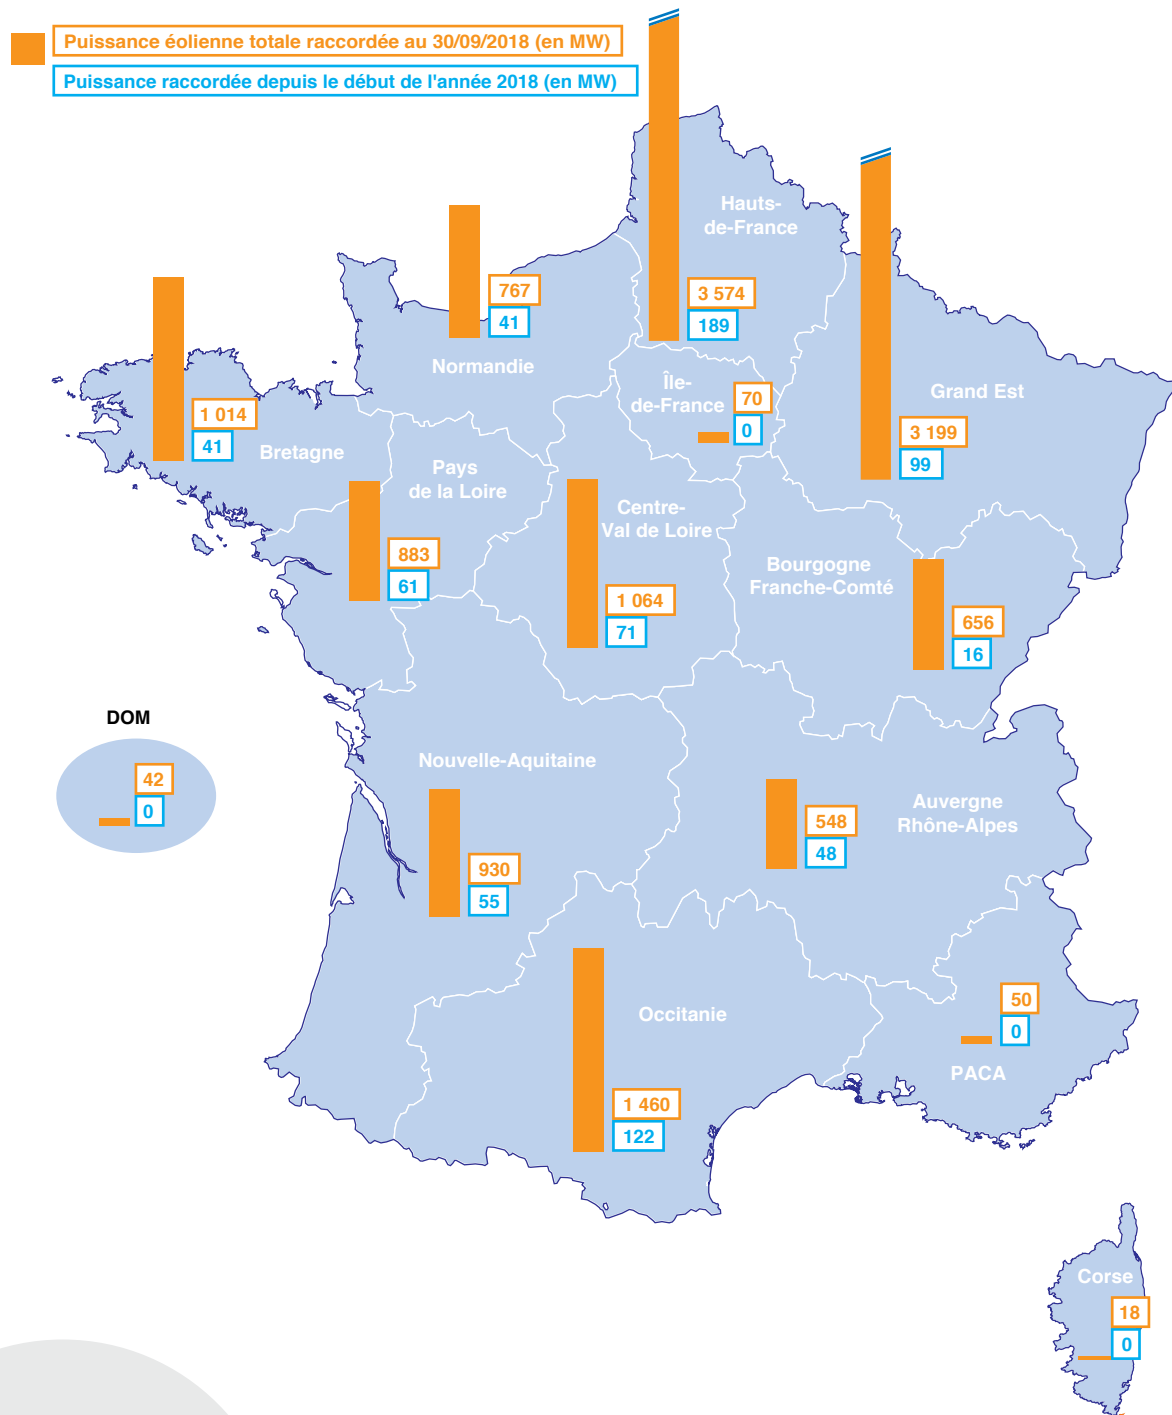 Puissance éolienne totale raccordée au 30/09/2018 (en MW)
Puissance raccordée depuis le début de l'année 2018 (en MW)
Hauts-
de-France
3 574
189
767
41
Normandie
Île-
de-France
70
0
Grand Est
3 199
99
1 014
41
Bretagne
Pays
de la Loire
883
61
Centre-
Val de Loire
1 064
71
Bourgogne
Franche-Comté
656
16
DOM
42
0
Nouvelle-Aquitaine
930
55
Auvergne
Rhône-Alpes
548
48
Occitanie
1 460
122
50
0
PACA
Corse
18
0